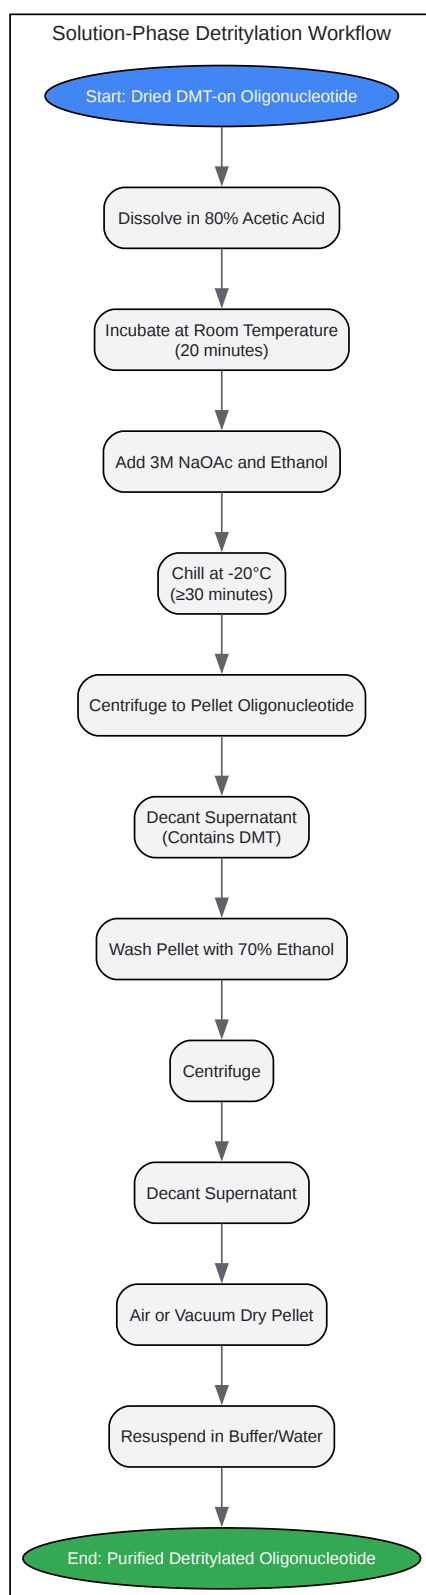 Solution-Phase Detritylation Workflow
Start: Dried DMT-on Oligonucleotide
Dissolve in 80% Acetic Acid
Incubate at Room Temperature
(20 minutes)
Add 3M NaOAc and Ethanol
Chill at -20°C
(≥30 minutes)
Centrifuge to Pellet Oligonucleotide
Decant Supernatant
(Contains DMT)
Wash Pellet with 70% Ethanol
Centrifuge
Decant Supernatant
Air or Vacuum Dry Pellet
Resuspend in Buffer/Water
End: Purified Detritylated Oligonucleotide